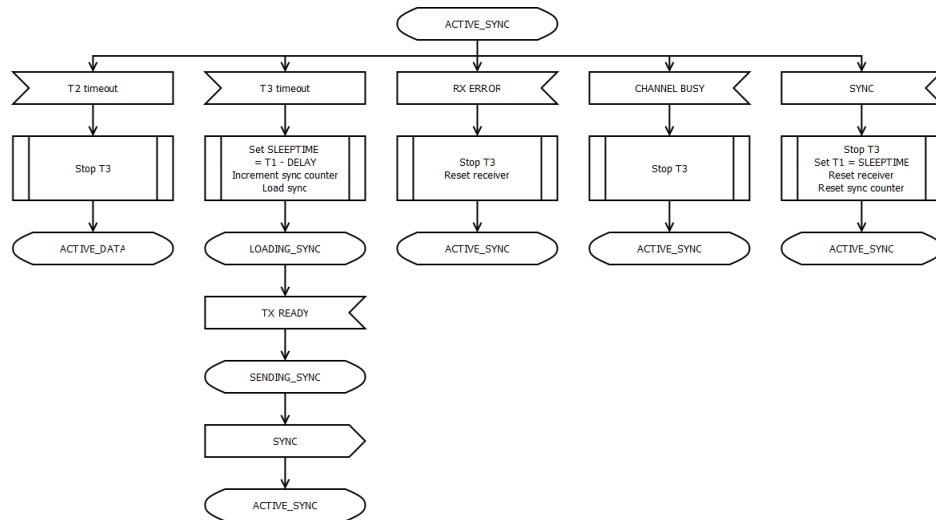 ACTIVE_SYNC
T2 timeout
T3 timeout
RX ERROR
CHANNEL BUSY
SYNC
Stop T3
Set SLEEPTIME
= T1 - DELAY
Increment sync counter
Load sync
Stop T3
Reset receiver
Stop T3
Stop T3
Set T1 = SLEEPTIME
Reset receiver
Reset sync counter
ACTIVE_DATA
LOADING_SYNC
ACTIVE_SYNC
ACTIVE_SYNC
ACTIVE_SYNC
TX READY
SENDING_SYNC
SYNC
ACTIVE_SYNC